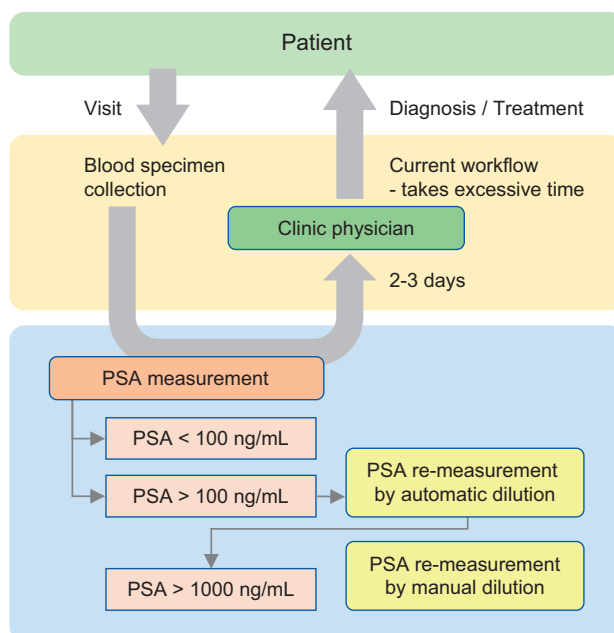 Patient
Visit
Diagnosis / Treatment
Blood specimen
collection
Current workflow
- takes excessive time
Clinic physician
2-3 days
PSA measurement
PSA < 100 ng/mL
PSA > 100 ng/mL
PSA re-measurement
by automatic dilution
PSA > 1000 ng/mL
PSA re-measurement
by manual dilution